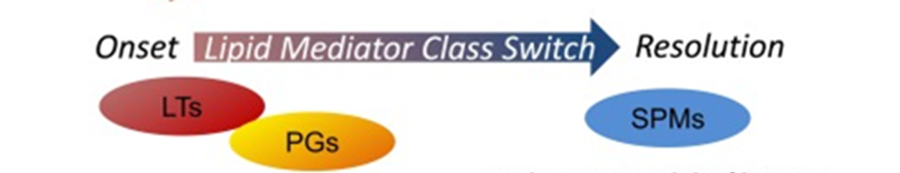 Onset Lipid Mediator Class Switch Resolution
LTs
PGs
SPMs